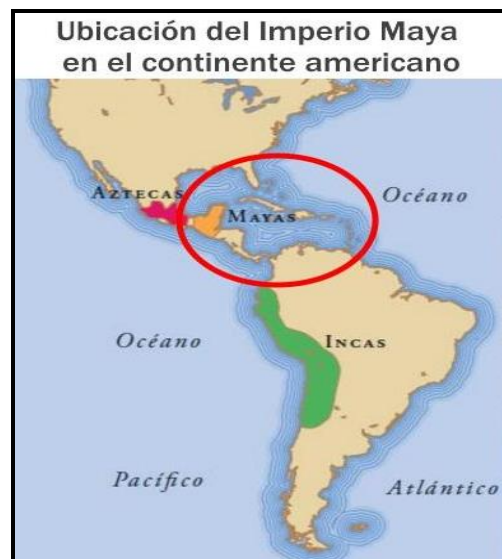 Ubicación del Imperio Maya
en el continente americano
AZTECAS
MAYAS
Océano
Océano
INCAS
Pacífico
Atlántico